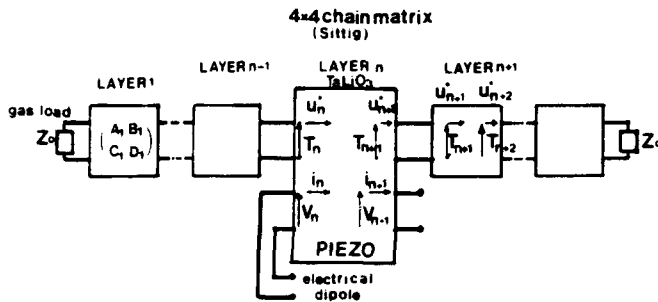 4×4 chain matrix
(Sittig)
LAYER 1
LAYER n-1
LAYER n
TaLiO3
LAYER n+1
gas load
Zo
A1 B1
C1 D1
u̇n
u̇n+1
u̇n+1
u̇n+2
Tn
Tn+1
Tn+1
Tn+2
Zo
in
in+1
Vn
Vn-1
PIEZO
electrical
dipole